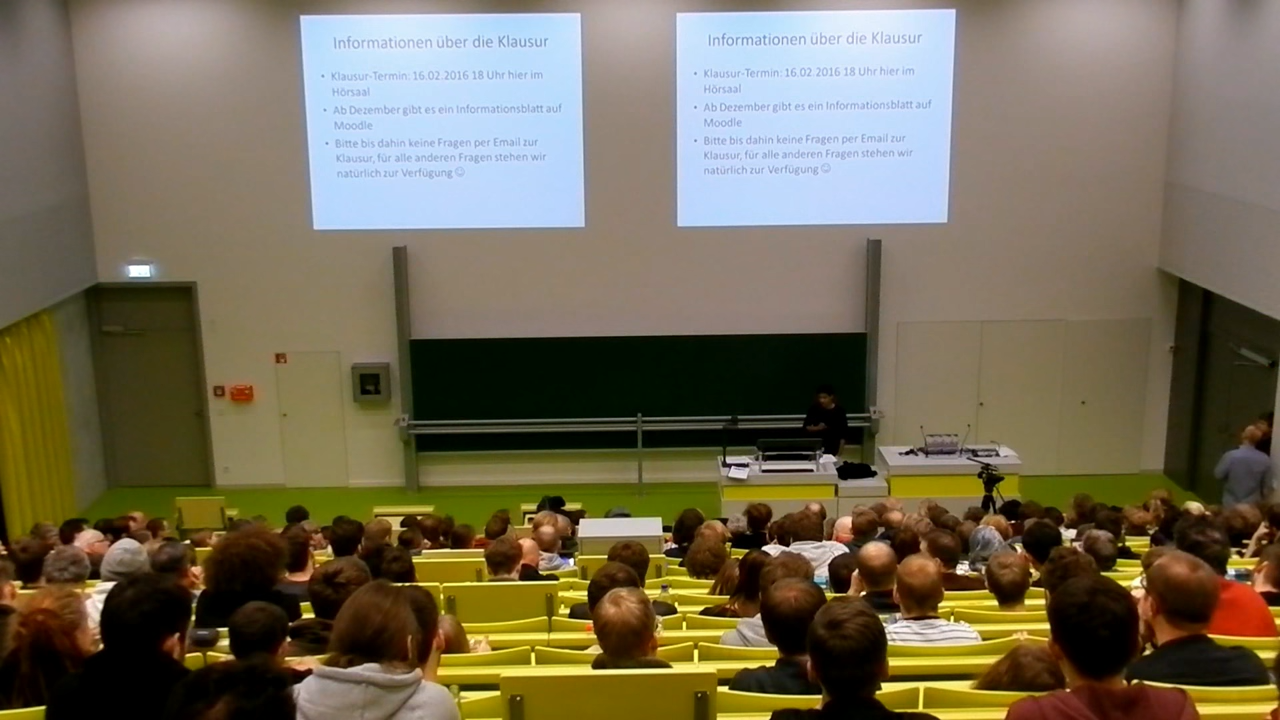 Informationen über die Klausur
• Klausur-Termin: 16.02.2016 18 Uhr hier im
Hörsaal
• Ab Dezember gibt es ein Informationsblatt auf
Moodle
• Bitte bis dahin keine Fragen per Email zur
Klausur, für alle anderen Fragen stehen wir
natürlich zur Verfügung ☺
Informationen über die Klausur
• Klausur-Termin: 16.02.2016 18 Uhr hier im
Hörsaal
• Ab Dezember gibt es ein Informationsblatt auf
Moodle
• Bitte bis dahin keine Fragen per Email zur
Klausur, für alle anderen Fragen stehen wir
natürlich zur Verfügung ☺